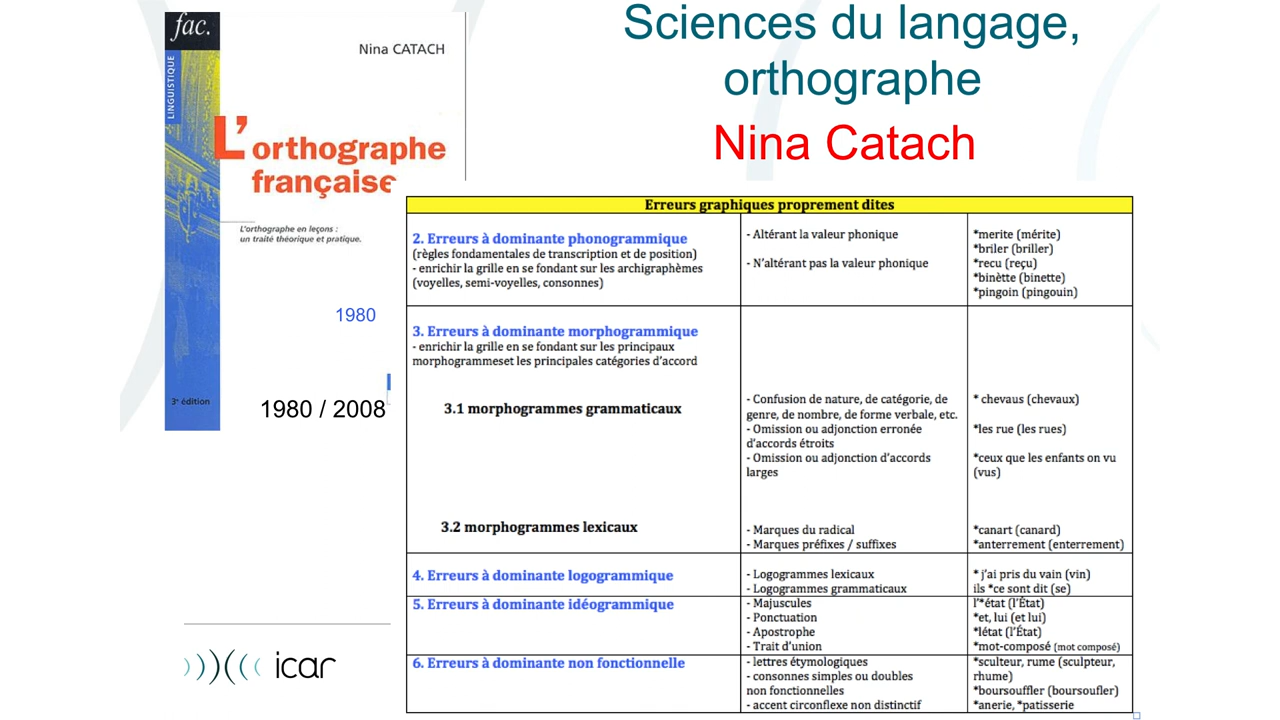 fac.
LINGUISTIQUE
Nina CATACH
L'orthographe
française
L'orthographe en leçons :
un traité théorique et pratique.
1980
3e édition
1980 / 2008
icar
Sciences du langage,
orthographe
Nina Catach
Erreurs graphiques proprement dites
2. Erreurs à dominante phonogrammique
(règles fondamentales de transcription et de position)
- enrichir la grille en se fondant sur les archigraphèmes
(voyelles, semi-voyelles, consonnes)
- Altérant la valeur phonique
- N'altérant pas la valeur phonique
*merite (mérite)
*briler (briller)
*recu (reçu)
*binètte (binette)
*pingoin (pingouin)
3. Erreurs à dominante morphogrammique
- enrichir la grille en se fondant sur les principaux
morphogrammeset les principales catégories d'accord
3.1 morphogrammes grammaticaux
- Confusion de nature, de catégorie, de
genre, de nombre, de forme verbale, etc.
- Omission ou adjonction erronée
d'accords étroits
- Omission ou adjonction d'accords
larges
* chevaus (chevaux)
*les rue (les rues)
*ceux que les enfants on vu
(vus)
3.2 morphogrammes lexicaux
- Marques du radical
- Marques préfixes / suffixes
*canart (canard)
*anterrement (enterrement)
4. Erreurs à dominante logogrammique
- Logogrammes lexicaux
- Logogrammes grammaticaux
* j'ai pris du vain (vin)
ils *ce sont dit (se)
5. Erreurs à dominante idéogrammique
- Majuscules
- Ponctuation
- Apostrophe
- Trait d'union
l'*état (l'État)
*et, lui (et lui)
*létat (l'État)
*mot-composé (mot composé)
6. Erreurs à dominante non fonctionnelle
- lettres étymologiques
- consonnes simples ou doubles
non fonctionnelles
- accent circonflexe non distinctif
*sculteur, rume (sculpteur,
rhume)
*boursouffler (boursoufler)
*anerie, *patisserie